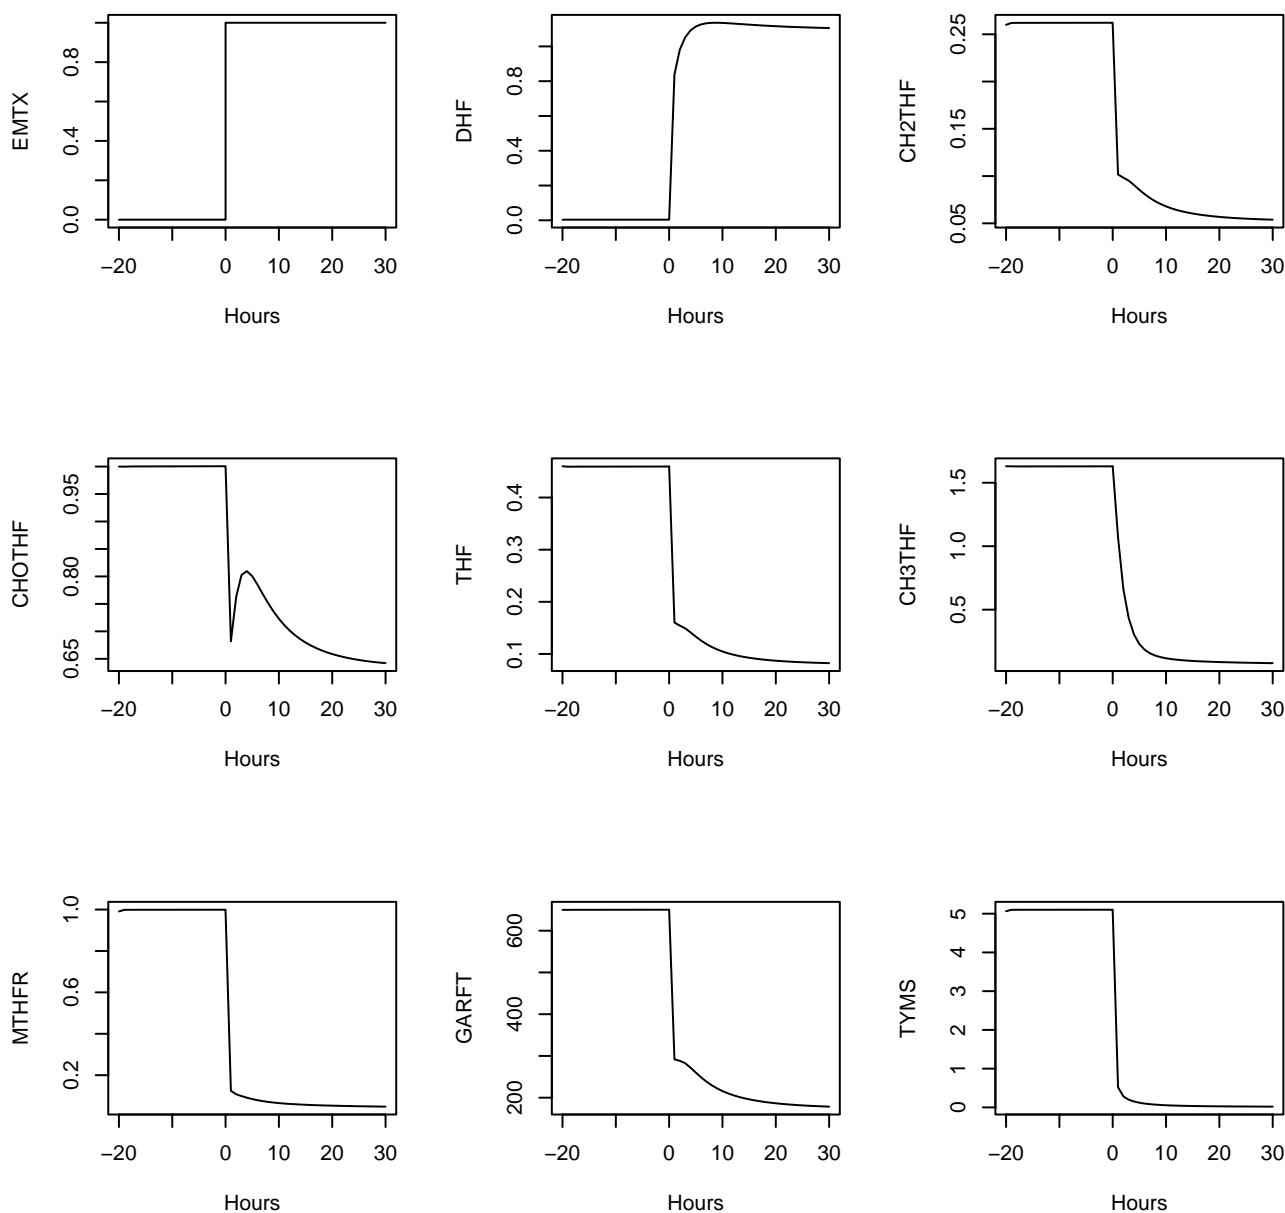 EMTX
0.0 0.4 0.8
−20 0 10 20 30
Hours
DHF
0.0 0.4 0.8
−20 0 10 20 30
Hours
CH2THF
0.05 0.15 0.25
−20 0 10 20 30
Hours
CHOTHF
0.65 0.80 0.95
−20 0 10 20 30
Hours
THF
0.1 0.2 0.3 0.4
−20 0 10 20 30
Hours
CH3THF
0.5 1.0 1.5
−20 0 10 20 30
Hours
MTHFR
0.2 0.6 1.0
−20 0 10 20 30
Hours
GARFT
200 400 600
−20 0 10 20 30
Hours
TYMS
0 1 2 3 4 5
−20 0 10 20 30
Hours